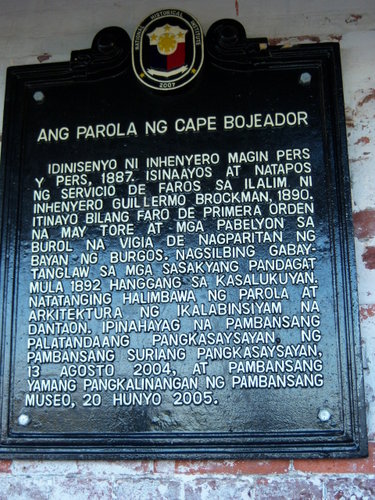 NATIONAL HISTORICAL INSTITUTE
2007
ANG PAROLA NG CAPE BOJEADOR
IDINISENYO NI INHENYERO MAGIN PERS
Y PERS, 1887. ISINAAYOS AT NATAPOS
NG SERVICIO DE FAROS SA ILALIM NI
INHENYERO GUILLERMO BROCKMAN, 1890.
ITINAYO BILANG FARO DE PRIMERA ORDEN
NA MAY TORE AT MGA PABELYON SA
BUROL NA VIGIA DE NAGPARITAN NG
BAYAN NG BURGOS. NAGSILBING GABAY-
TANGLAW SA MGA SASAKYANG PANDAGAT
MULA 1892 HANGGANG SA KASALUKUYAN.
NATATANGING HALIMBAWA NG PAROLA AT
ARKITEKTURA NG IKALABINSIYAM NA
DANTAON. IPINAHAYAG NA PAMBANSANG
PALATANDAANG PANGKASAYSAYAN NG
PAMBANSANG SURIANG PANGKASAYSAYAN,
13 AGOSTO 2004, AT PAMBANSANG
YAMANG PANGKALINANGAN NG PAMBANSANG
MUSEO, 20 HUNYO 2005.